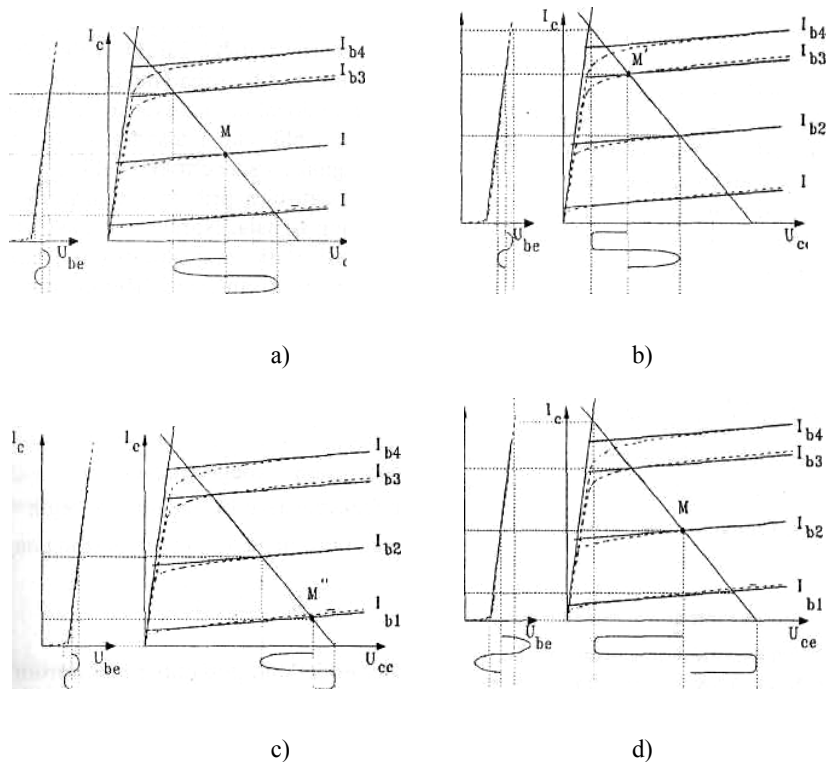 I_c
I_b4
I_b3
M
I
I
U_be
U_c
a)
I_c
I_b4
I_b3
M'
I_b2
I
U_be
U_ce
b)
I_c
I_c
I_b4
I_b3
I_b2
M''
I_b1
U_be
U_ce
c)
I_c
I_b4
I_b3
M
I_b2
I_b1
U_be
U_ce
d)